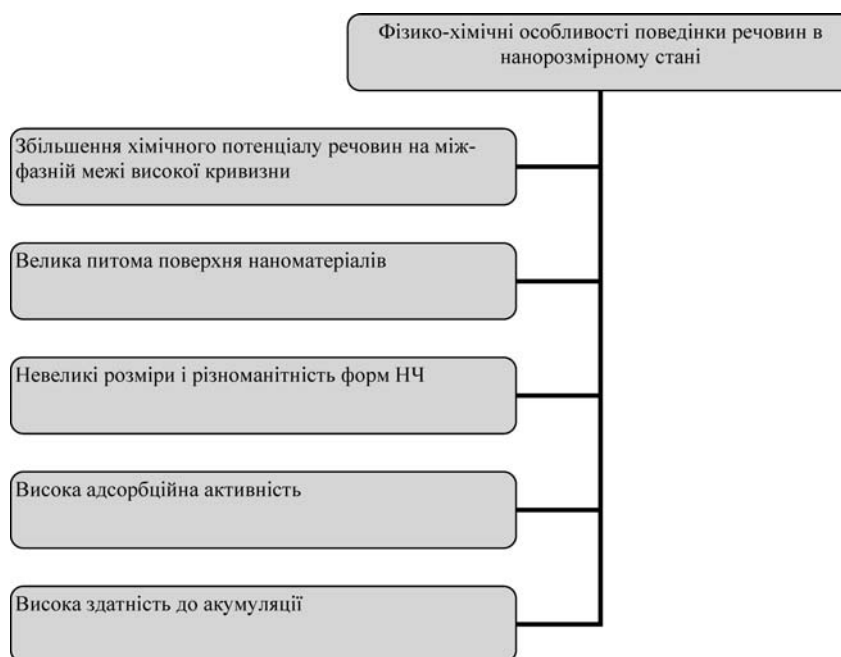 Фізико-хімічні особливості поведінки речовин в
нанорозмірному стані
Збільшення хімічного потенціалу речовин на між-
фазній межі високої кривизни
Велика питома поверхня наноматеріалів
Невеликі розміри і різноманітність форм НЧ
Висока адсорбційна активність
Висока здатність до акумуляції